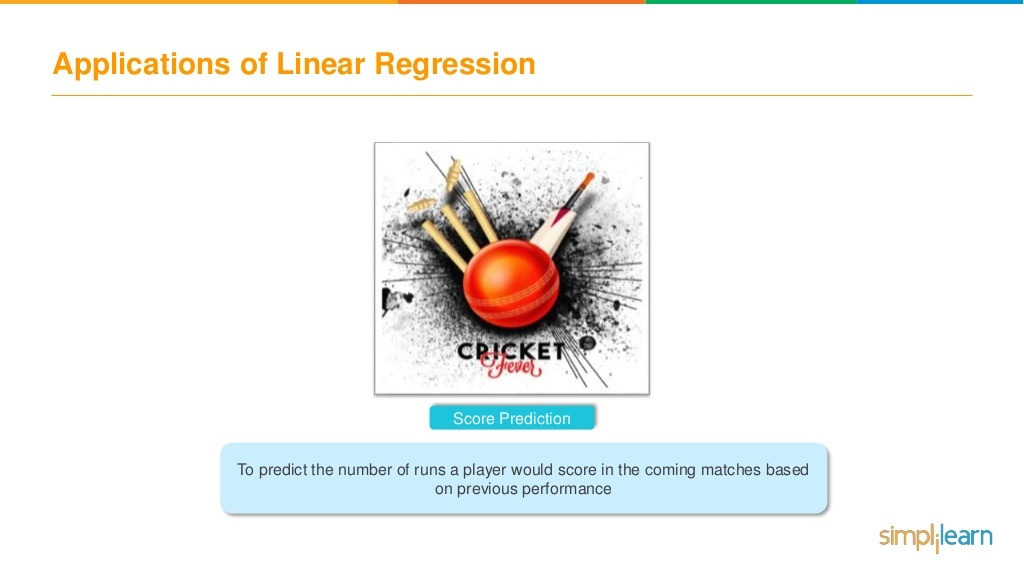 Applications of Linear Regression
CRICKET
Fever
Score Prediction
To predict the number of runs a player would score in the coming matches based
on previous performance
simplilearn